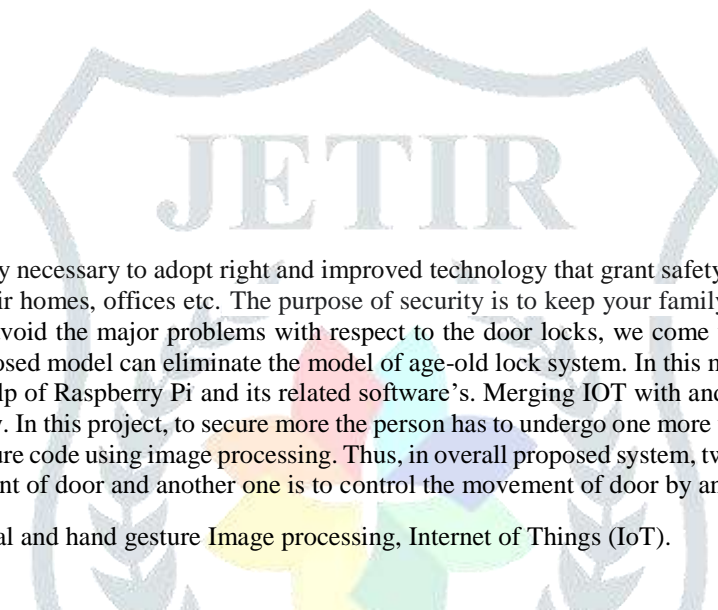 JETIR
y necessary to adopt right and improved technology that grant safety
ir homes, offices etc. The purpose of security is to keep your family
void the major problems with respect to the door locks, we come
osed model can eliminate the model of age-old lock system. In this
lp of Raspberry Pi and its related software's. Merging IOT with
. In this project, to secure more the person has to undergo one more
ure code using image processing. Thus, in overall proposed system,
nt of door and another one is to control the movement of door by
al and hand gesture Image processing, Internet of Things (IoT).